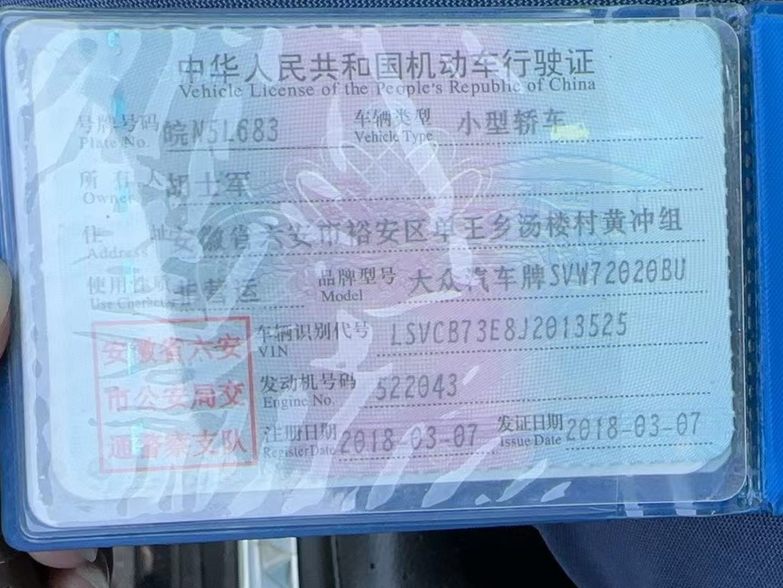 中华人民共和国机动车行驶证
Vehicle License of the People's Republic of China
号牌号码 Plate No. 皖N5L683 车辆类型 Vehicle Type 小型轿车
所有人 Owner 胡士军
住址 Address 安徽省六安市裕安区单王乡汤楼村黄冲组
使用性质 Use Character 非营运 品牌型号 Model 大众汽车牌SVW72020BU
车辆识别代号 VIN LSVCB73E8J2013525
发动机号码 Engine No. 522043
注册日期 Register Date 2018-03-07 发证日期 Issue Date 2018-03-07
安徽省六安
市公安局交
通警察支队